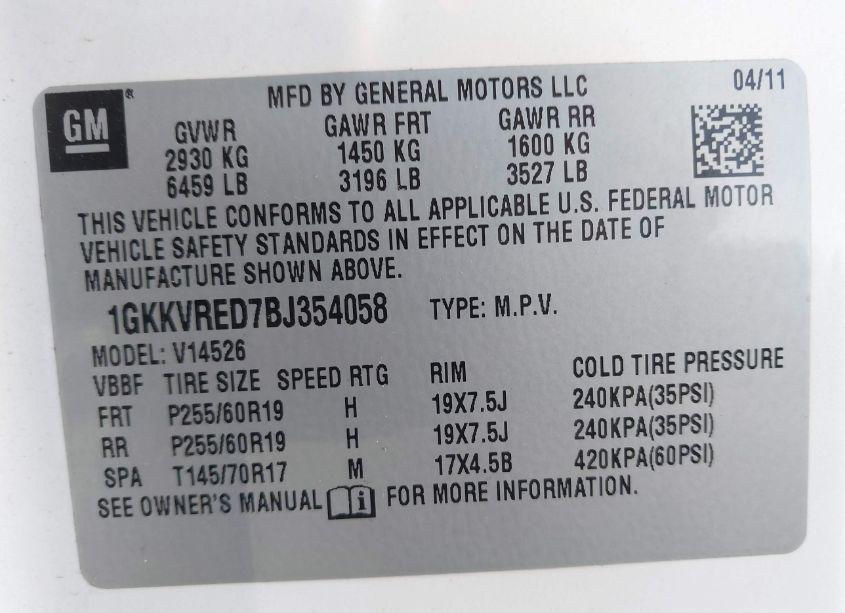 GM ®
MFD BY GENERAL MOTORS LLC 04/11
GVWR GAWR FRT GAWR RR
2930 KG 1450 KG 1600 KG
6459 LB 3196 LB 3527 LB
THIS VEHICLE CONFORMS TO ALL APPLICABLE U.S. FEDERAL MOTOR
VEHICLE SAFETY STANDARDS IN EFFECT ON THE DATE OF
MANUFACTURE SHOWN ABOVE.
1GKKVRED7BJ354058 TYPE: M.P.V.
MODEL: V14526
VBBF TIRE SIZE SPEED RTG RIM COLD TIRE PRESSURE
FRT P255/60R19 H 19X7.5J 240KPA(35PSI)
RR P255/60R19 H 19X7.5J 240KPA(35PSI)
SPA T145/70R17 M 17X4.5B 420KPA(60PSI)
SEE OWNER'S MANUAL i FOR MORE INFORMATION.